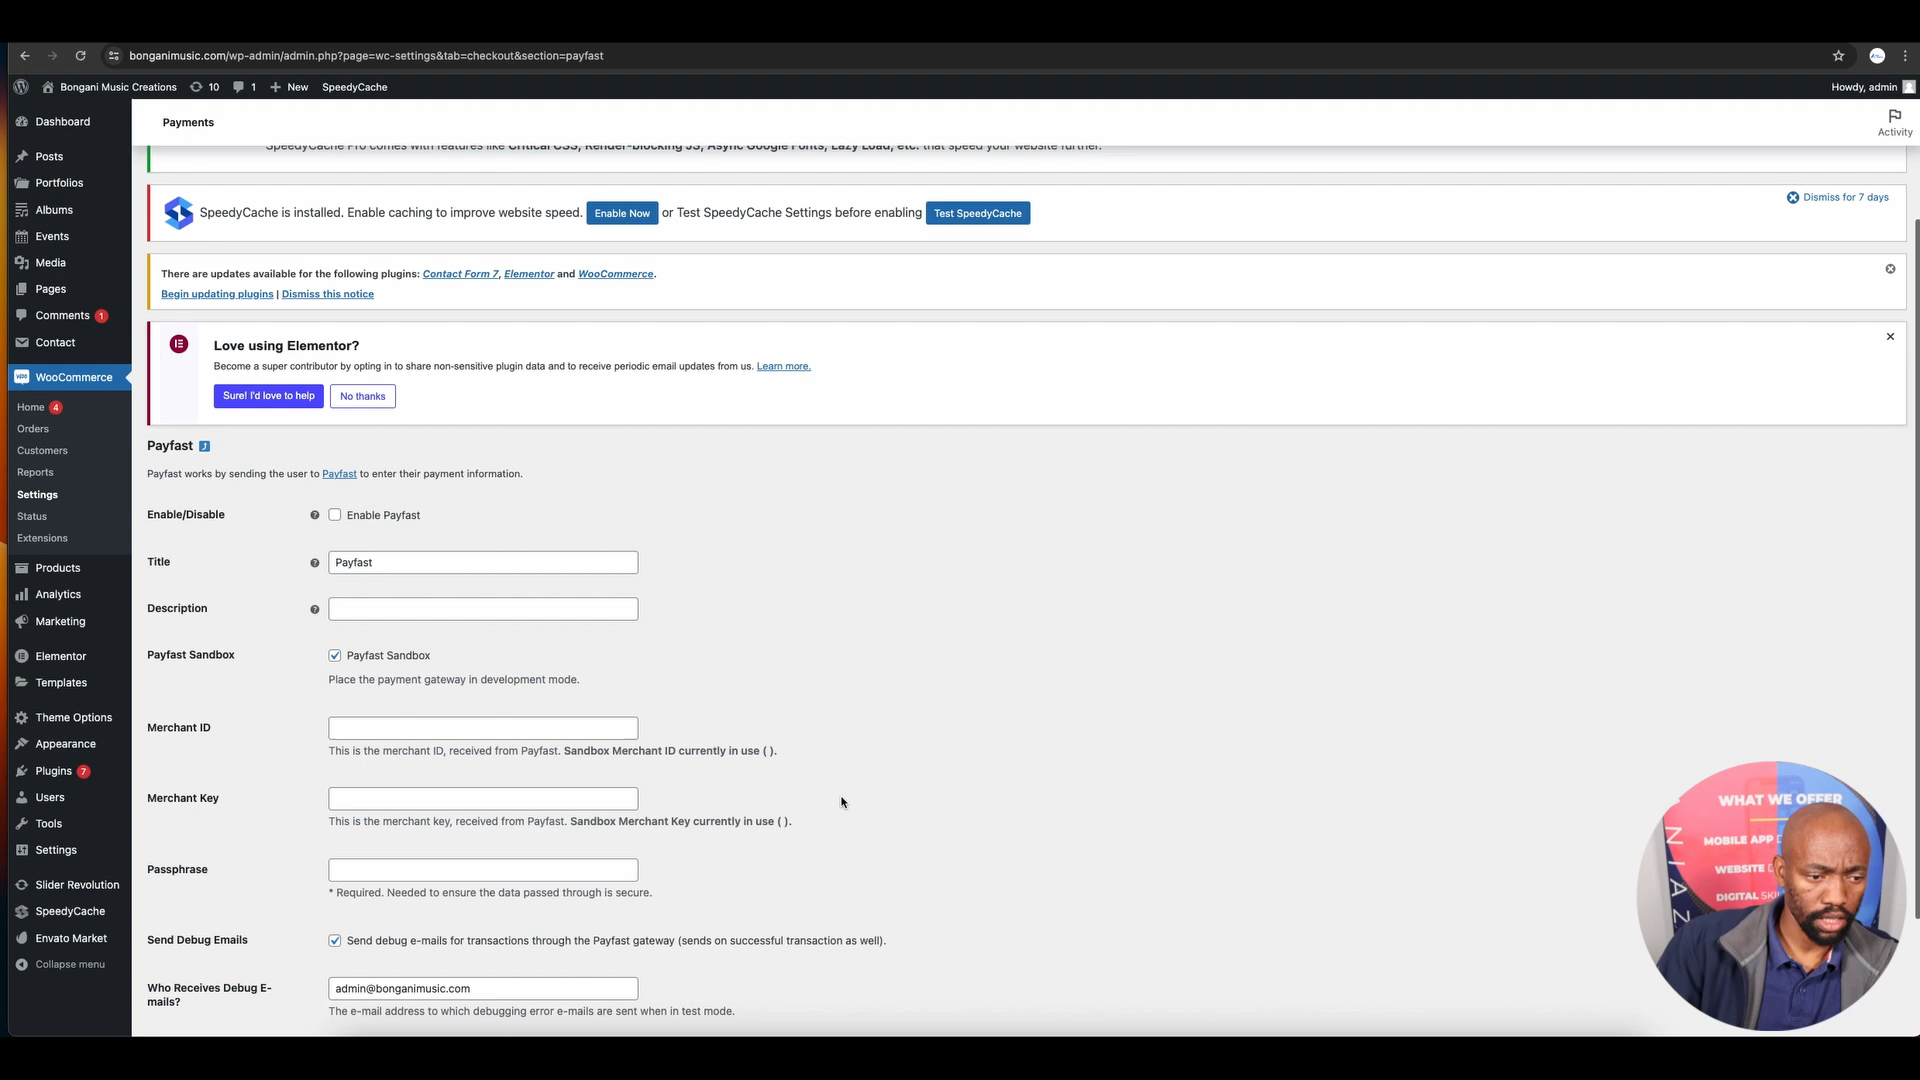 bonganimusic.com/wp-admin/admin.php?page=wc-settings&tab=checkout&section=payfast
Bongani Music Creations 10 1 New SpeedyCache Howdy, admin
Dashboard
Posts
Portfolios
Albums
Events
Media
Pages
Comments 1
Contact
WooCommerce
Home 4
Orders
Customers
Reports
Settings
Status
Extensions
Products
Analytics
Marketing
Elementor
Templates
Theme Options
Appearance
Plugins 7
Users
Tools
Settings
Slider Revolution
SpeedyCache
Envato Market
Collapse menu
Payments
Activity
SpeedyCache Pro comes with features like Critical CSS, Render-blocking JS, Async Google Fonts, Lazy Load, etc. that speed your website further.
SpeedyCache is installed. Enable caching to improve website speed. Enable Now or Test SpeedyCache Settings before enabling Test SpeedyCache
Dismiss for 7 days
There are updates available for the following plugins: Contact Form 7, Elementor and WooCommerce.
Begin updating plugins | Dismiss this notice
Love using Elementor?
Become a super contributor by opting in to share non-sensitive plugin data and to receive periodic email updates from us. Learn more.
Sure! I'd love to help No thanks
Payfast
Payfast works by sending the user to Payfast to enter their payment information.
Enable/Disable Enable Payfast
Title Payfast
Description
Payfast Sandbox Payfast Sandbox
Place the payment gateway in development mode.
Merchant ID
This is the merchant ID, received from Payfast. Sandbox Merchant ID currently in use ( ).
Merchant Key
This is the merchant key, received from Payfast. Sandbox Merchant Key currently in use ( ).
Passphrase
* Required. Needed to ensure the data passed through is secure.
Send Debug Emails Send debug e-mails for transactions through the Payfast gateway (sends on successful transaction as well).
Who Receives Debug E-
mails?
admin@bonganimusic.com
The e-mail address to which debugging error e-mails are sent when in test mode.
WHAT WE OFFER
MOBILE APP
WEBSITE
DIGITAL